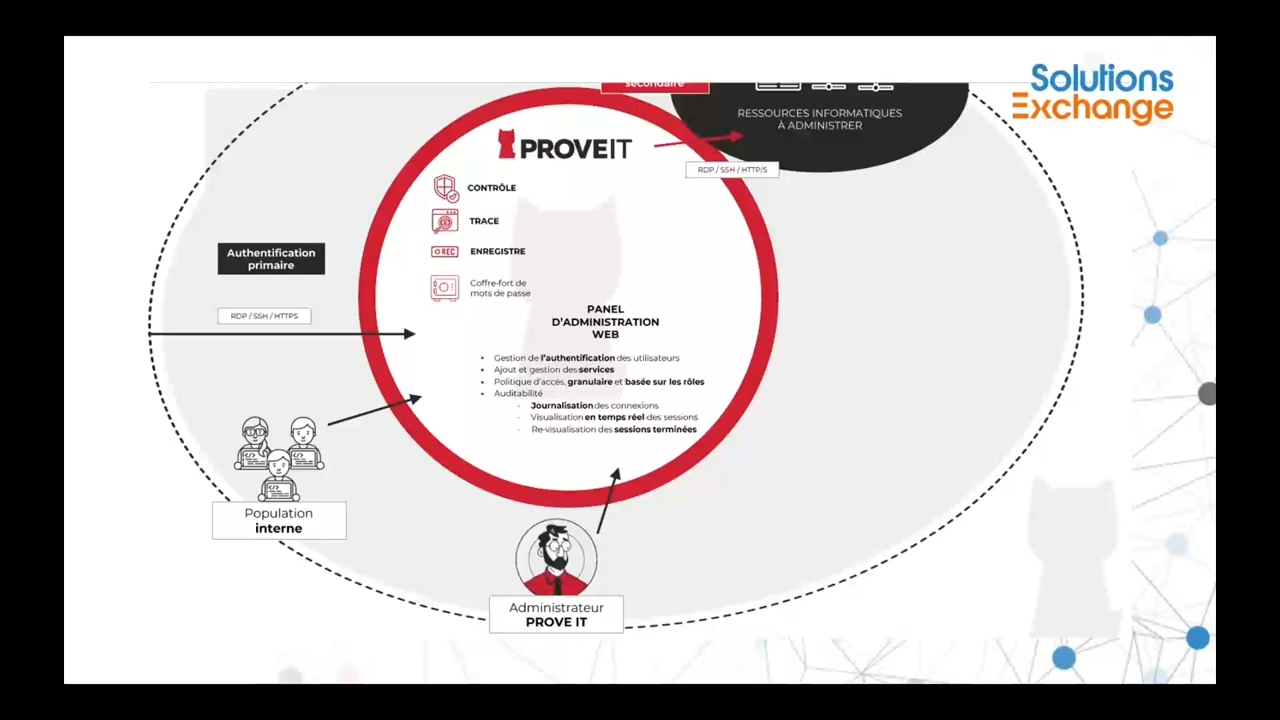 Solutions
Exchange
secondaire
RESSOURCES INFORMATIQUES
À ADMINISTRER
PROVEIT
RDP / SSH / HTTP/S
CONTRÔLE
TRACE
REC
ENREGISTRE
Coffre-fort de
mots de passe
Authentification
primaire
RDP / SSH / HTTPS
PANEL
D'ADMINISTRATION
WEB
• Gestion de l'authentification des utilisateurs
• Ajout et gestion des services
• Politique d'accès, granulaire et basée sur les rôles
• Auditabilité
- Journalisation des connexions
- Visualisation en temps réel des sessions
- Re-visualisation des sessions terminées
Population
interne
Administrateur
PROVE IT